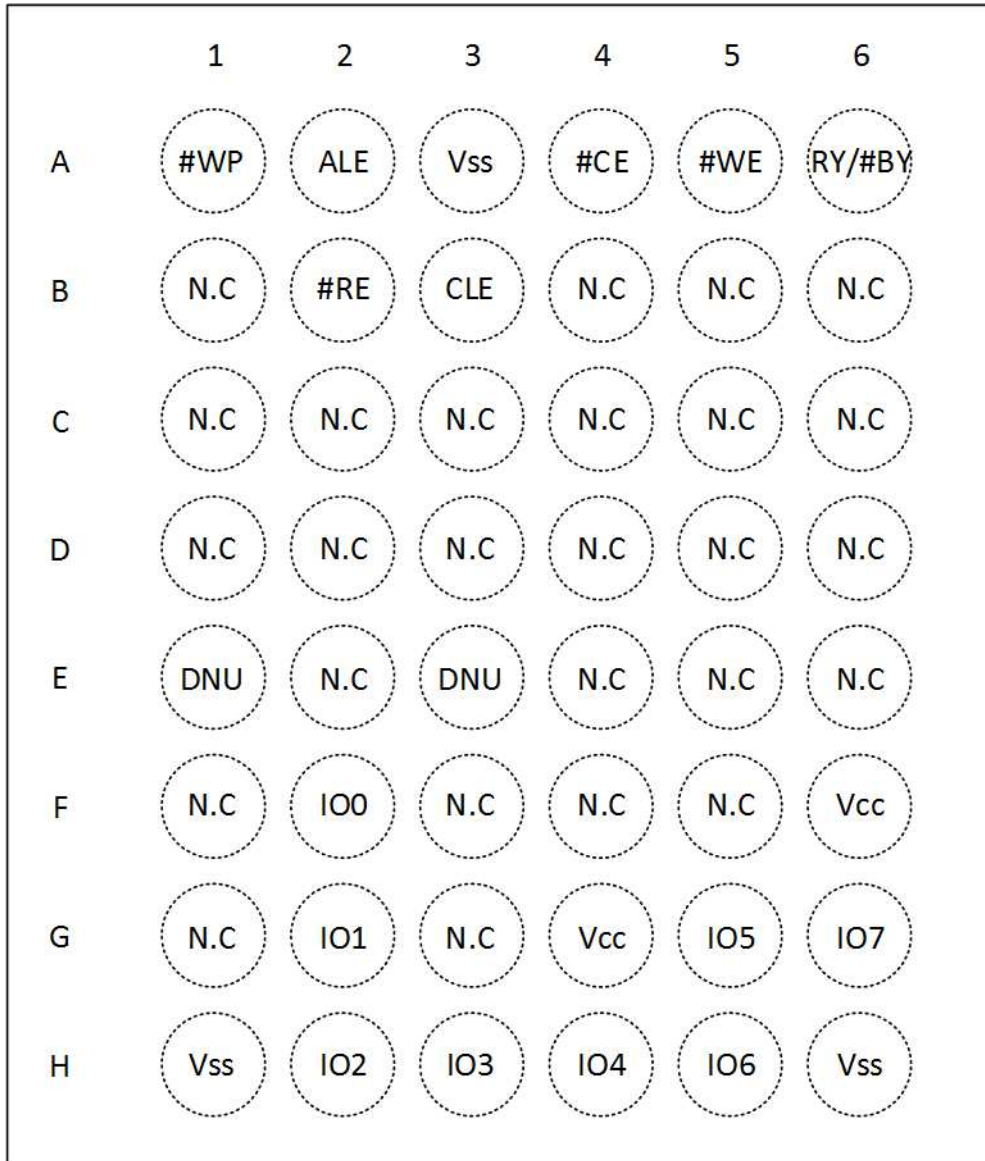 1 2 3 4 5 6
A #WP ALE Vss #CE #WE RY/#BY
B N.C #RE CLE N.C N.C N.C
C N.C N.C N.C N.C N.C N.C
D N.C N.C N.C N.C N.C N.C
E DNU N.C DNU N.C N.C N.C
F N.C IO0 N.C N.C N.C Vcc
G N.C IO1 N.C Vcc IO5 IO7
H Vss IO2 IO3 IO4 IO6 Vss